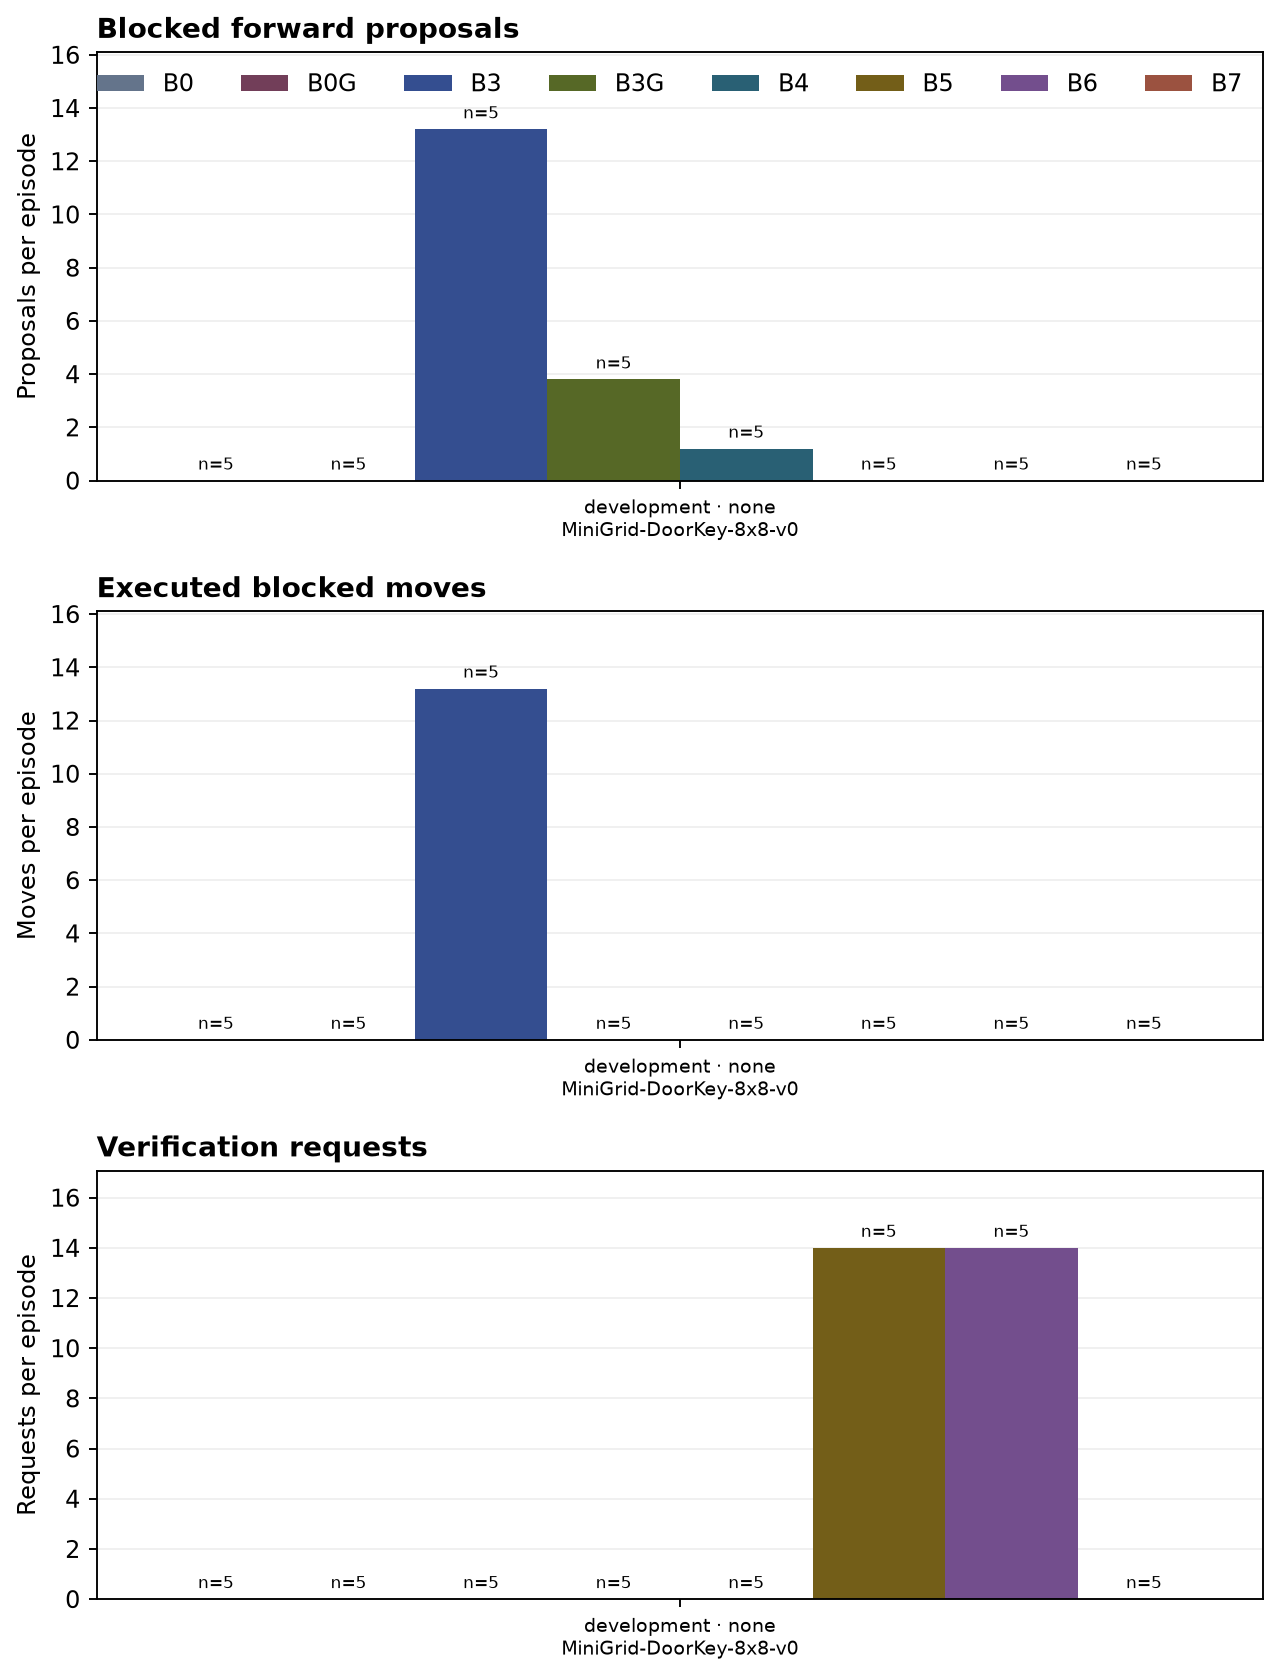 Blocked forward proposals
16
B0 B0G B3 B3G B4 B5 B6 B7
14
n=5
12
10
8
6
4
n=5
2
n=5
n=5 n=5 n=5 n=5 n=5
0
Proposals per episode
development · none
MiniGrid-DoorKey-8x8-v0
Executed blocked moves
16
14
n=5
12
10
8
6
4
2
n=5 n=5 n=5 n=5 n=5 n=5 n=5
0
Moves per episode
development · none
MiniGrid-DoorKey-8x8-v0
Verification requests
16
n=5 n=5
14
12
10
8
6
4
2
n=5 n=5 n=5 n=5 n=5 n=5
0
Requests per episode
development · none
MiniGrid-DoorKey-8x8-v0